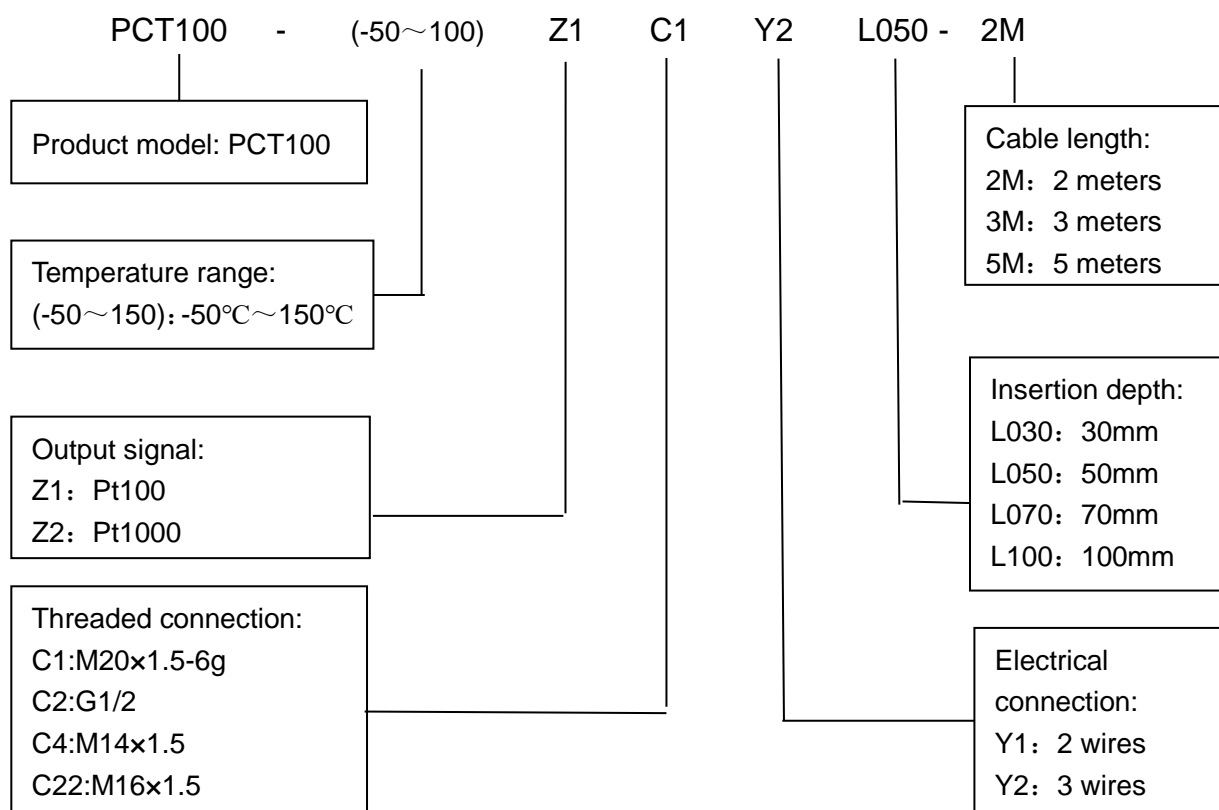 PCT100 - (-50～100) Z1 C1 Y2 L050 - 2M
Product model: PCT100
Temperature range:
(-50～150)：-50℃～150℃
Output signal:
Z1：Pt100
Z2：Pt1000
Threaded connection:
C1:M20×1.5-6g
C2:G1/2
C4:M14×1.5
C22:M16×1.5
Cable length:
2M：2 meters
3M：3 meters
5M：5 meters
Insertion depth:
L030：30mm
L050：50mm
L070：70mm
L100：100mm
Electrical
connection:
Y1：2 wires
Y2：3 wires